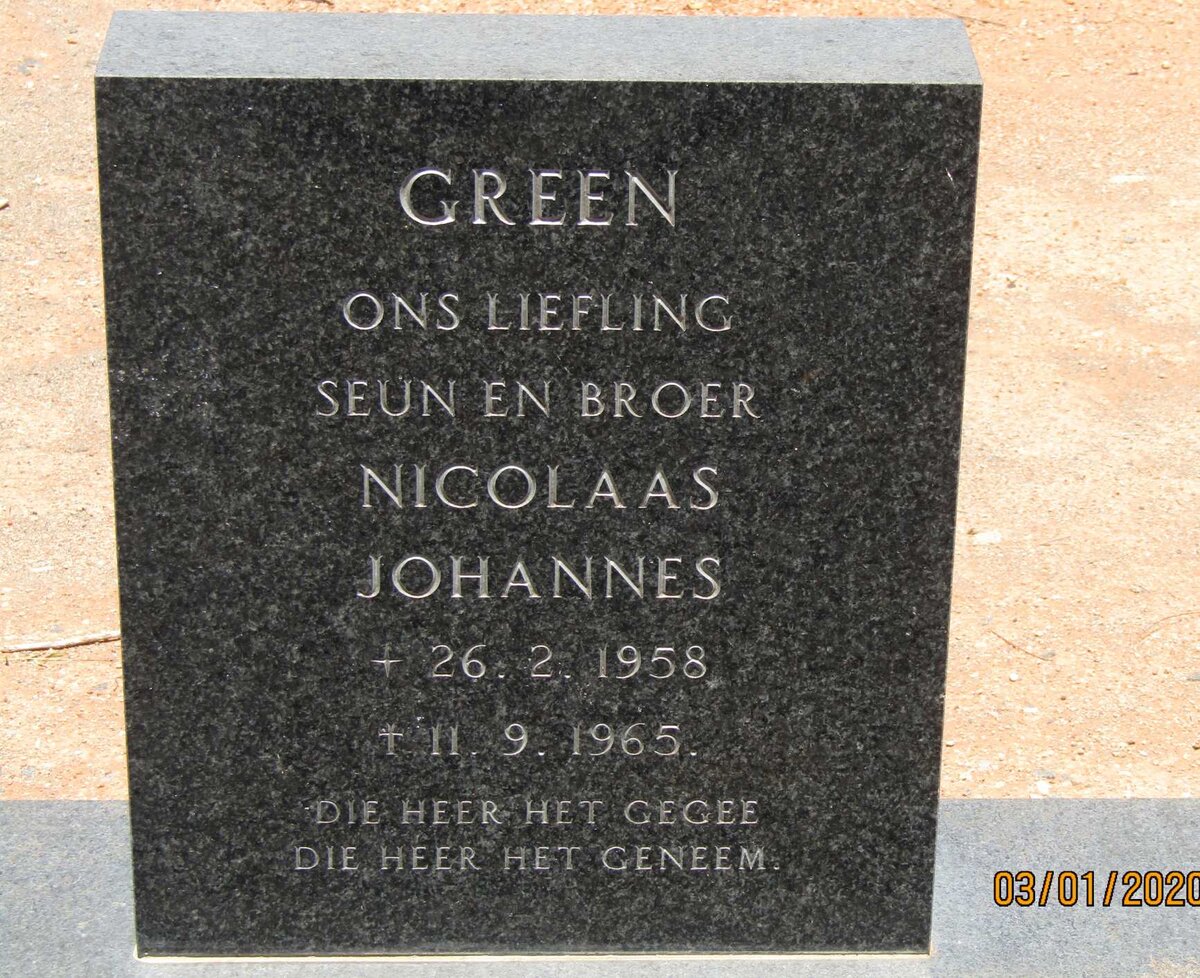 GREEN
ONS LIEFLING
SEUN EN BROER
NICOLAAS
JOHANNES
+ 26. 2. 1958
† 11. 9. 1965.
DIE HEER HET GEGEE
DIE HEER HET GENEEM.
03/01/2020